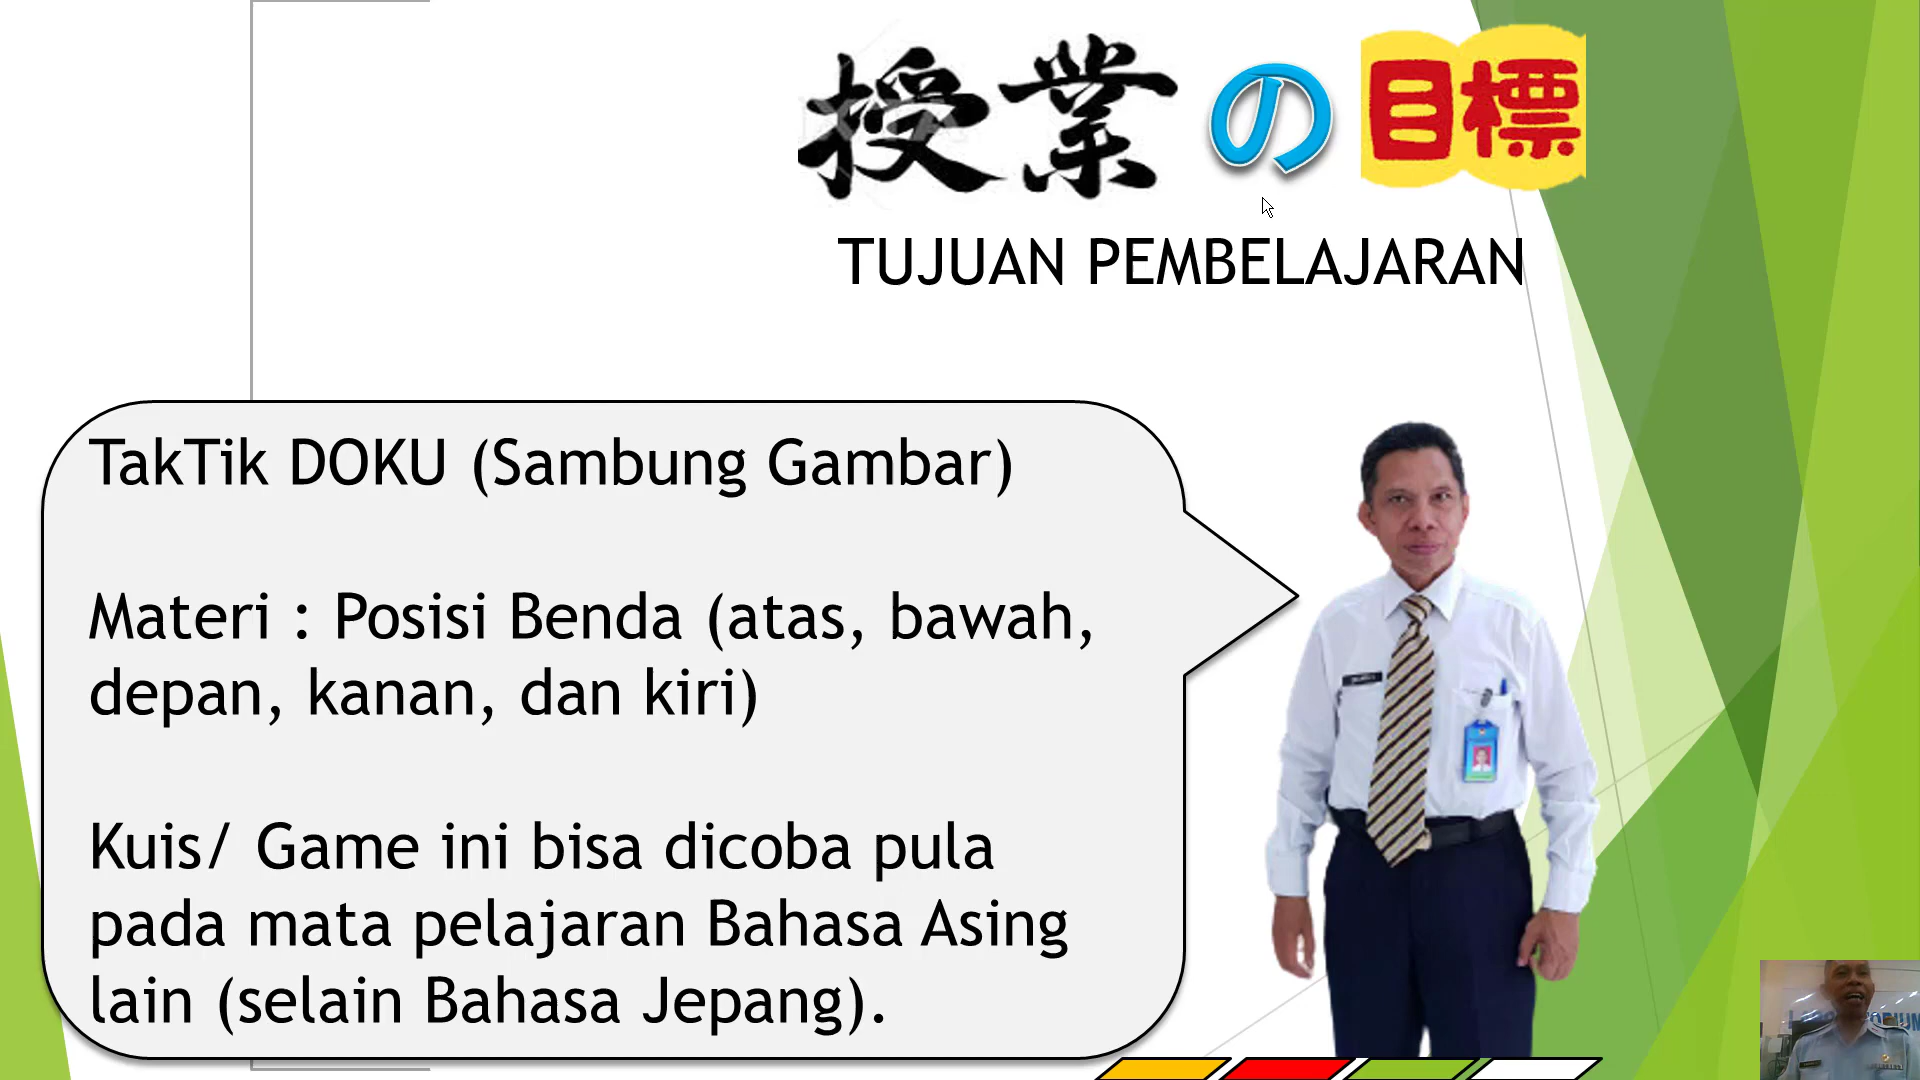 授業の目標
TUJUAN PEMBELAJARAN
TakTik DOKU (Sambung Gambar)
Materi : Posisi Benda (atas, bawah,
depan, kanan, dan kiri)
Kuis/ Game ini bisa dicoba pula
pada mata pelajaran Bahasa Asing
lain (selain Bahasa Jepang).